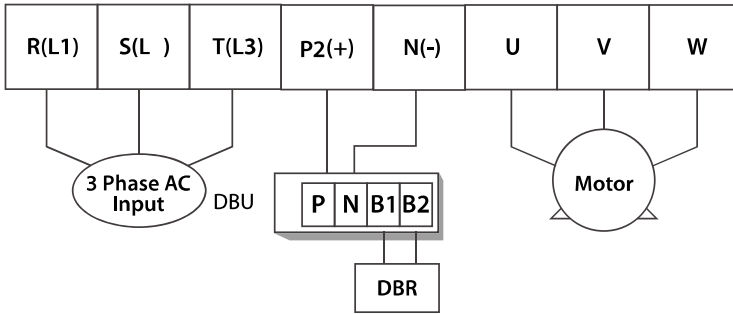 R(L1) S(L ) T(L3) P2(+) N(-) U V W
3 Phase AC
Input
DBU
P N B1 B2
Motor
DBR